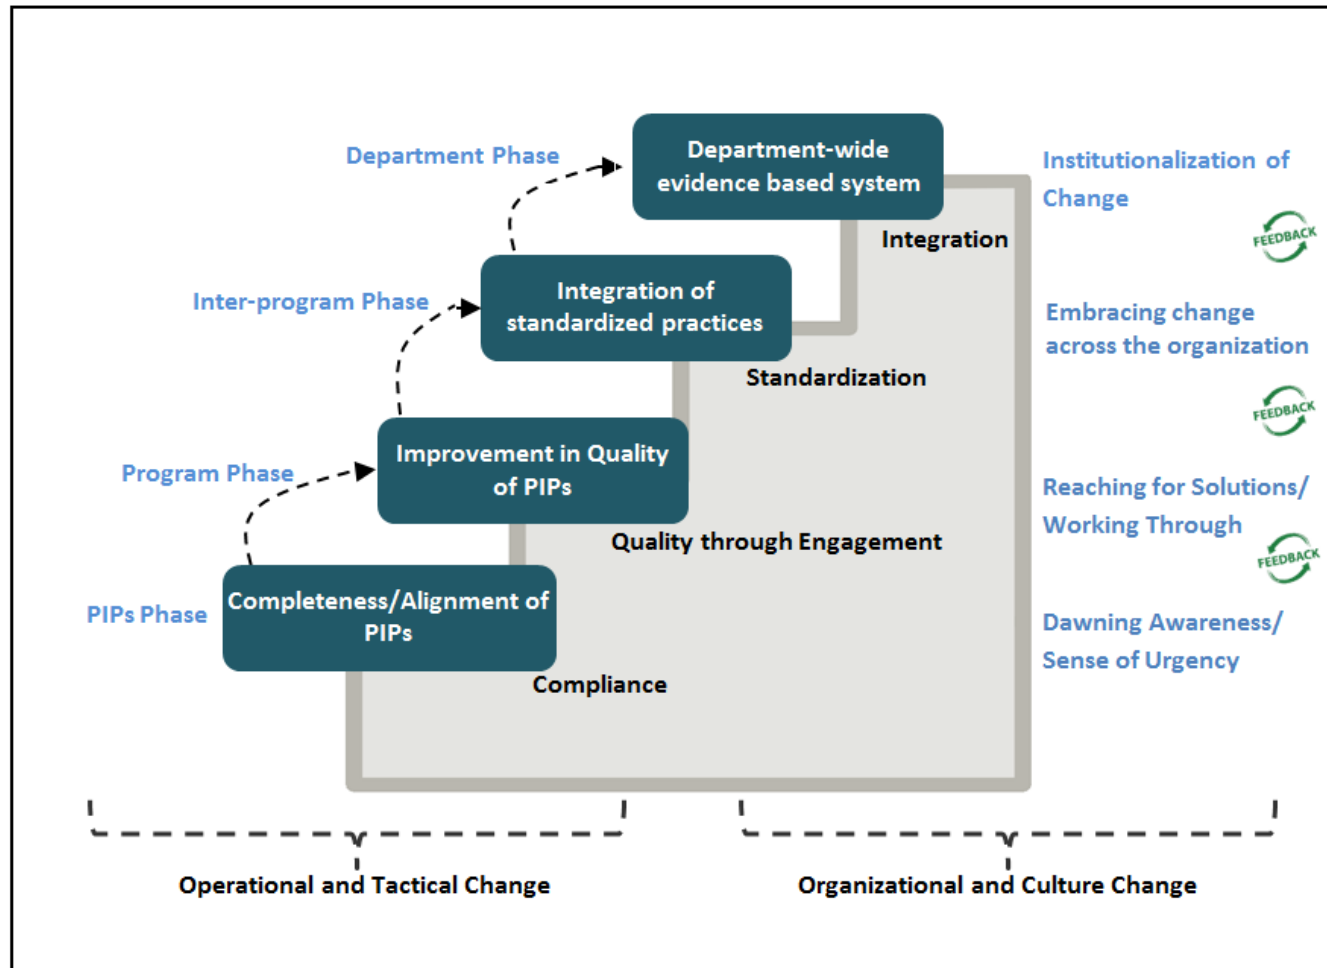 Department Phase
Department-wide
evidence based system
Institutionalization of
Change
Integration
FEEDBACK
Inter-program Phase
Integration of
standardized practices
Embracing change
across the organization
Standardization
FEEDBACK
Program Phase
Improvement in Quality
of PIPs
Reaching for Solutions/
Working Through
Quality through Engagement
FEEDBACK
PIPs Phase
Completeness/Alignment of
PIPs
Dawning Awareness/
Sense of Urgency
Compliance
Operational and Tactical Change
Organizational and Culture Change